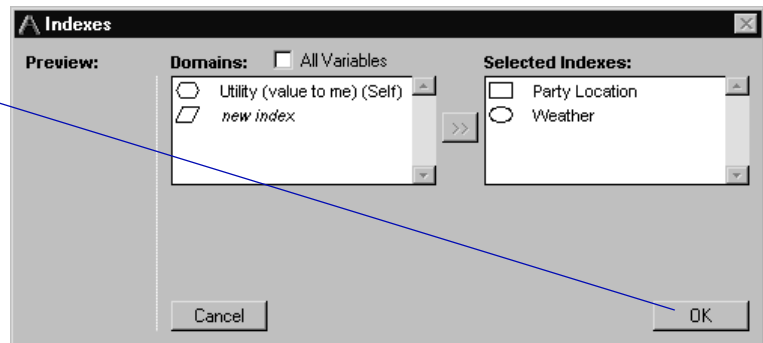 Indexes
Preview:
Domains:
All Variables
Utility (value to me) (Self)
new index
>>
Selected Indexes:
Party Location
Weather
Cancel
OK